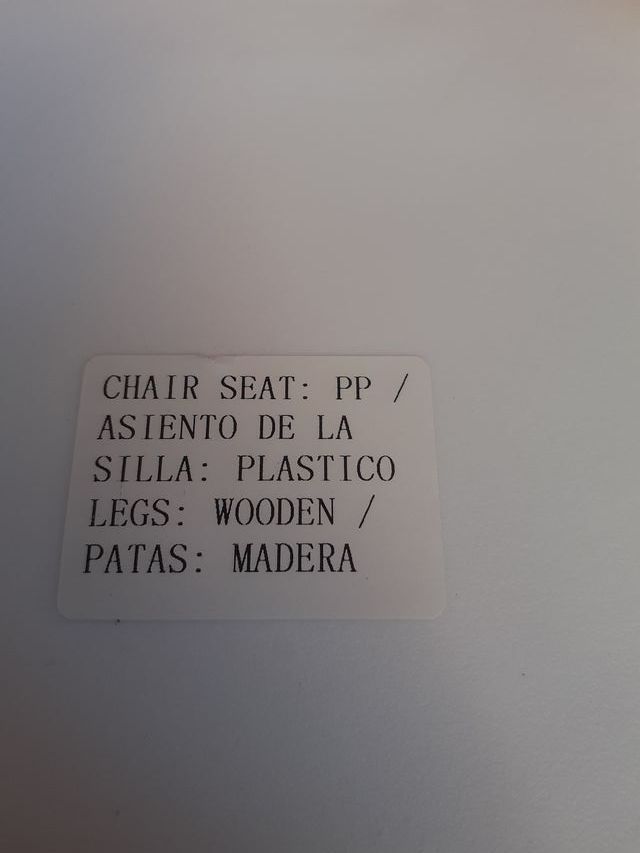 CHAIR SEAT: PP /
ASIENTO DE LA
SILLA: PLASTICO
LEGS: WOODEN /
PATAS: MADERA